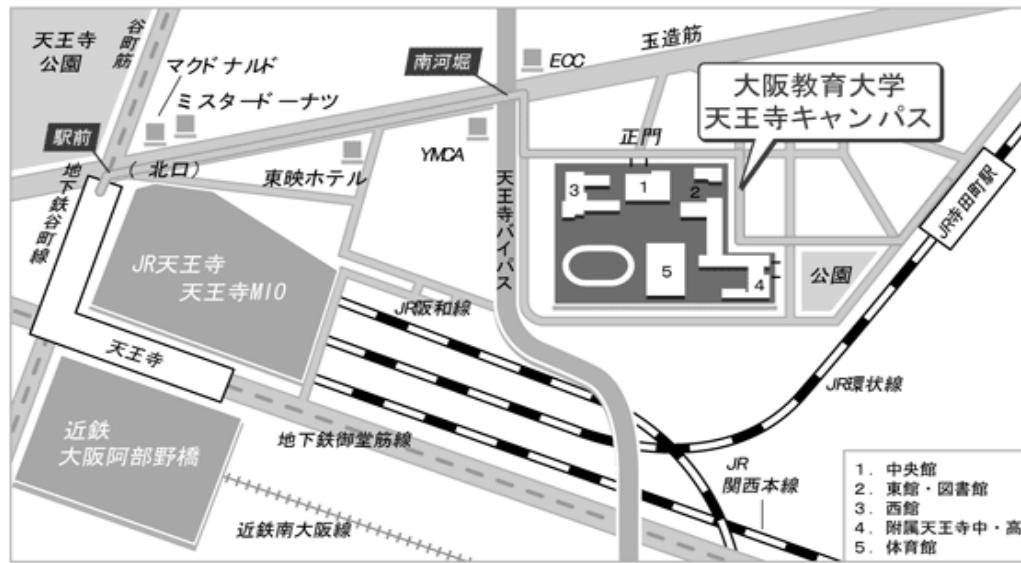 天王寺
公園
谷町筋
マクドナルド
ミスタードーナツ
駅前
(北口)
東映ホテル
地下鉄谷町線
JR天王寺
天王寺MIO
天王寺
近鉄
大阪阿部野橋
近鉄南大阪線
地下鉄御堂筋線
JR阪和線
南河堀
ECC
YMCA
玉造筋
天王寺バイパス
大阪教育大学
天王寺キャンパス
正門
1
2
3
4
5
公園
JR寺田町駅
JR環状線
JR
関西本線
1. 中央館
2. 東館・図書館
3. 西館
4. 附属天王寺中・高
5. 体育館